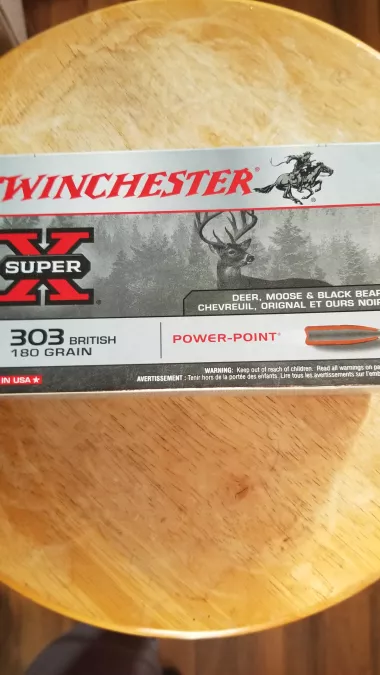 WINCHESTER®
X®
SUPER
DEER, MOOSE & BLACK BEAR
CHEVREUIL, ORIGNAL ET OURS NOIR
303 BRITISH
180 GRAIN
POWER-POINT®
IN USA★
WARNING: Keep out of reach of children. Read all warnings on
AVERTISSEMENT : Tenir hors de la portée des enfants. Lire tous les avertissements sur